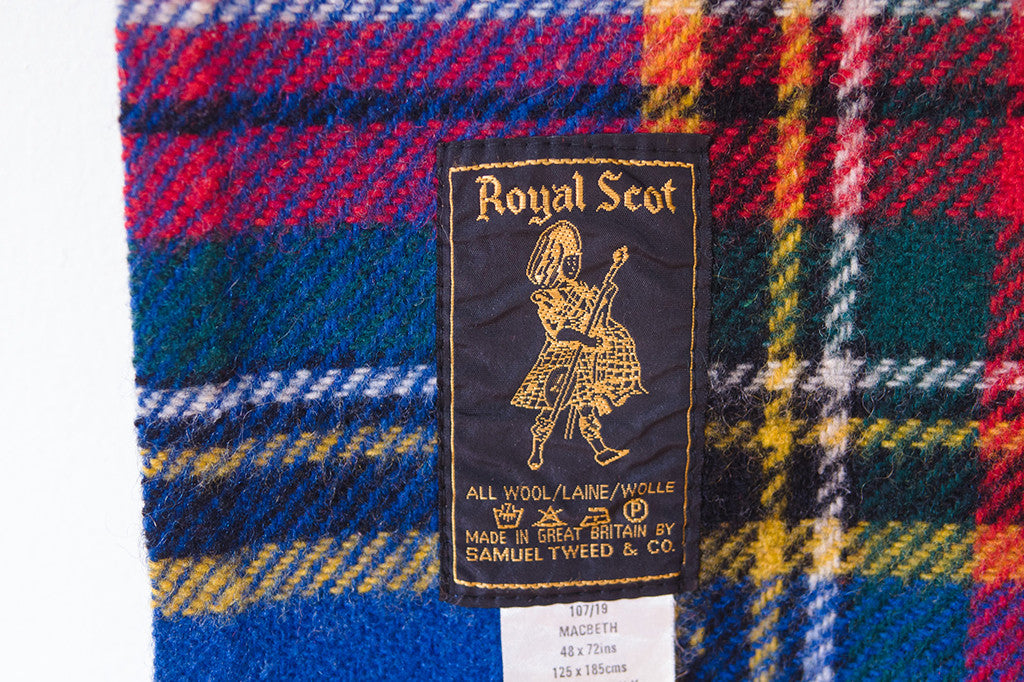 Royal Scot
ALL WOOL/LAINE/WOLLE
P
MADE IN GREAT BRITAIN BY
SAMUEL TWEED & CO.
107/19
MACBETH
48 x 72ins
125 x 185cms